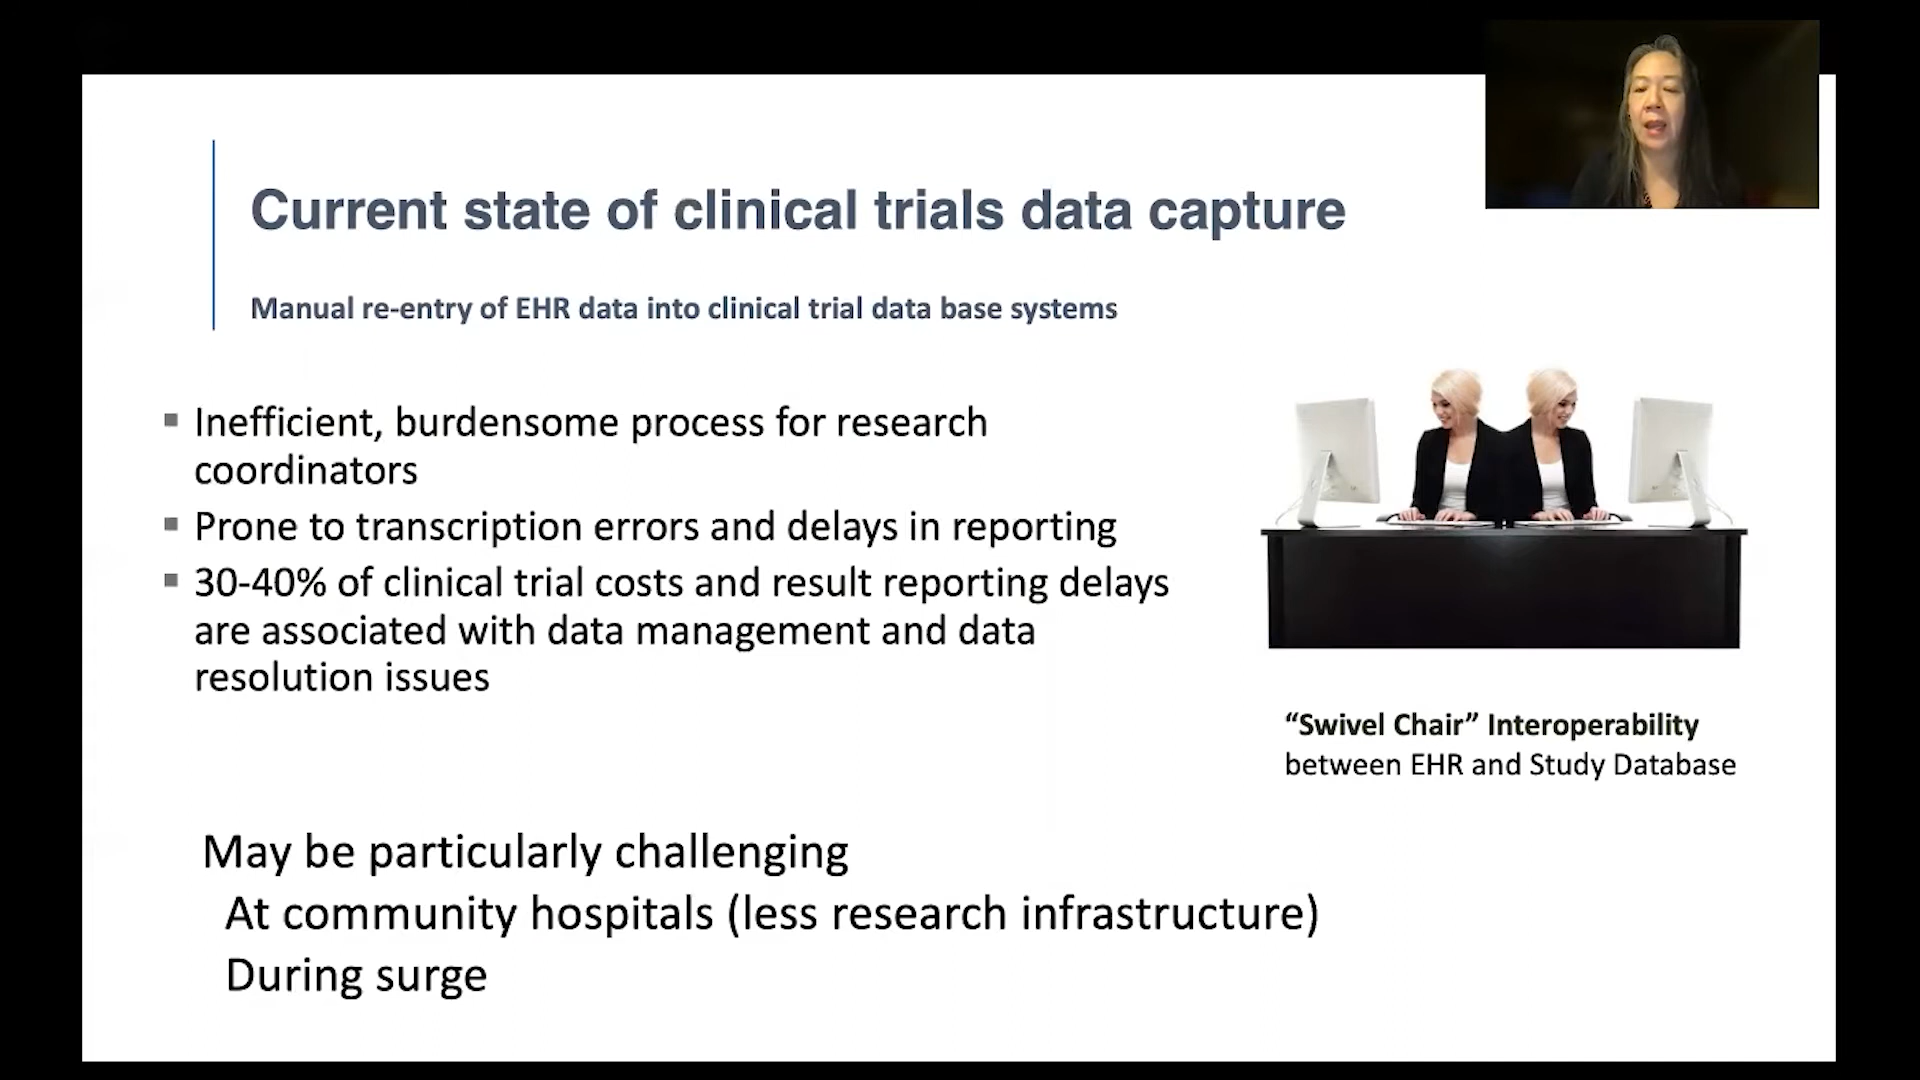 Current state of clinical trials data capture
Manual re-entry of EHR data into clinical trial data base systems
Inefficient, burdensome process for research
coordinators
Prone to transcription errors and delays in reporting
30-40% of clinical trial costs and result reporting delays
are associated with data management and data
resolution issues
“Swivel Chair” Interoperability
between EHR and Study Database
May be particularly challenging
At community hospitals (less research infrastructure)
During surge